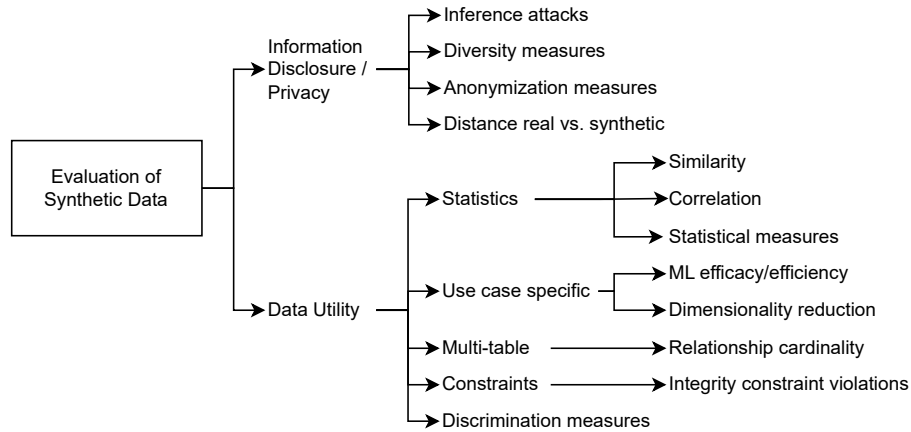 Evaluation of
Synthetic Data
Information
Disclosure /
Privacy
Inference attacks
Diversity measures
Anonymization measures
Distance real vs. synthetic
Data Utility
Statistics
Similarity
Correlation
Statistical measures
Use case specific
ML efficacy/efficiency
Dimensionality reduction
Multi-table
Relationship cardinality
Constraints
Integrity constraint violations
Discrimination measures